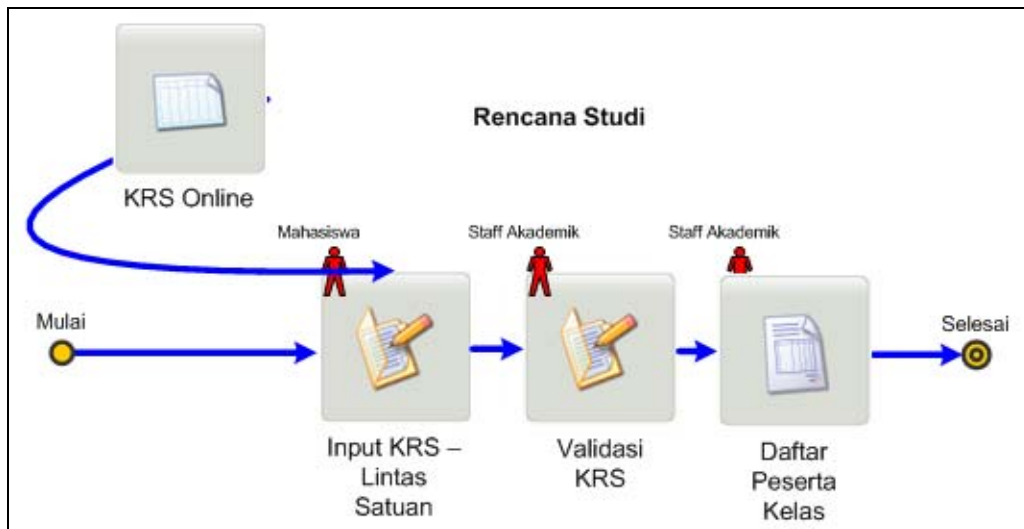 Rencana Studi
KRS Online
Mahasiswa
Staff Akademik
Staff Akademik
Mulai
Selesai
Input KRS –
Lintas
Satuan
Validasi
KRS
Daftar
Peserta
Kelas